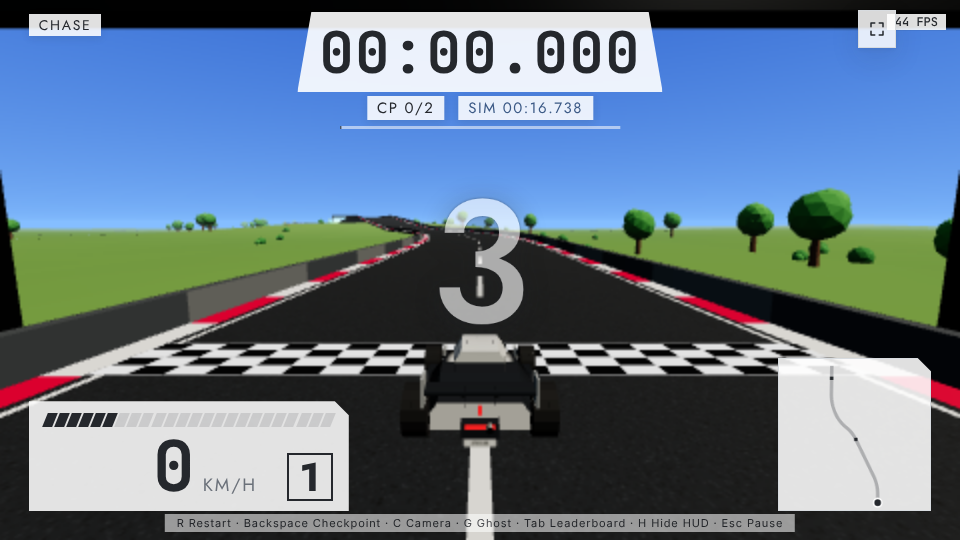 CHASE
00:00.000
44 FPS
CP 0/2
SIM 00:16.738
3
0 KM/H
1
R Restart · Backspace Checkpoint · C Camera · G Ghost · Tab Leaderboard · H Hide HUD · Esc Pause